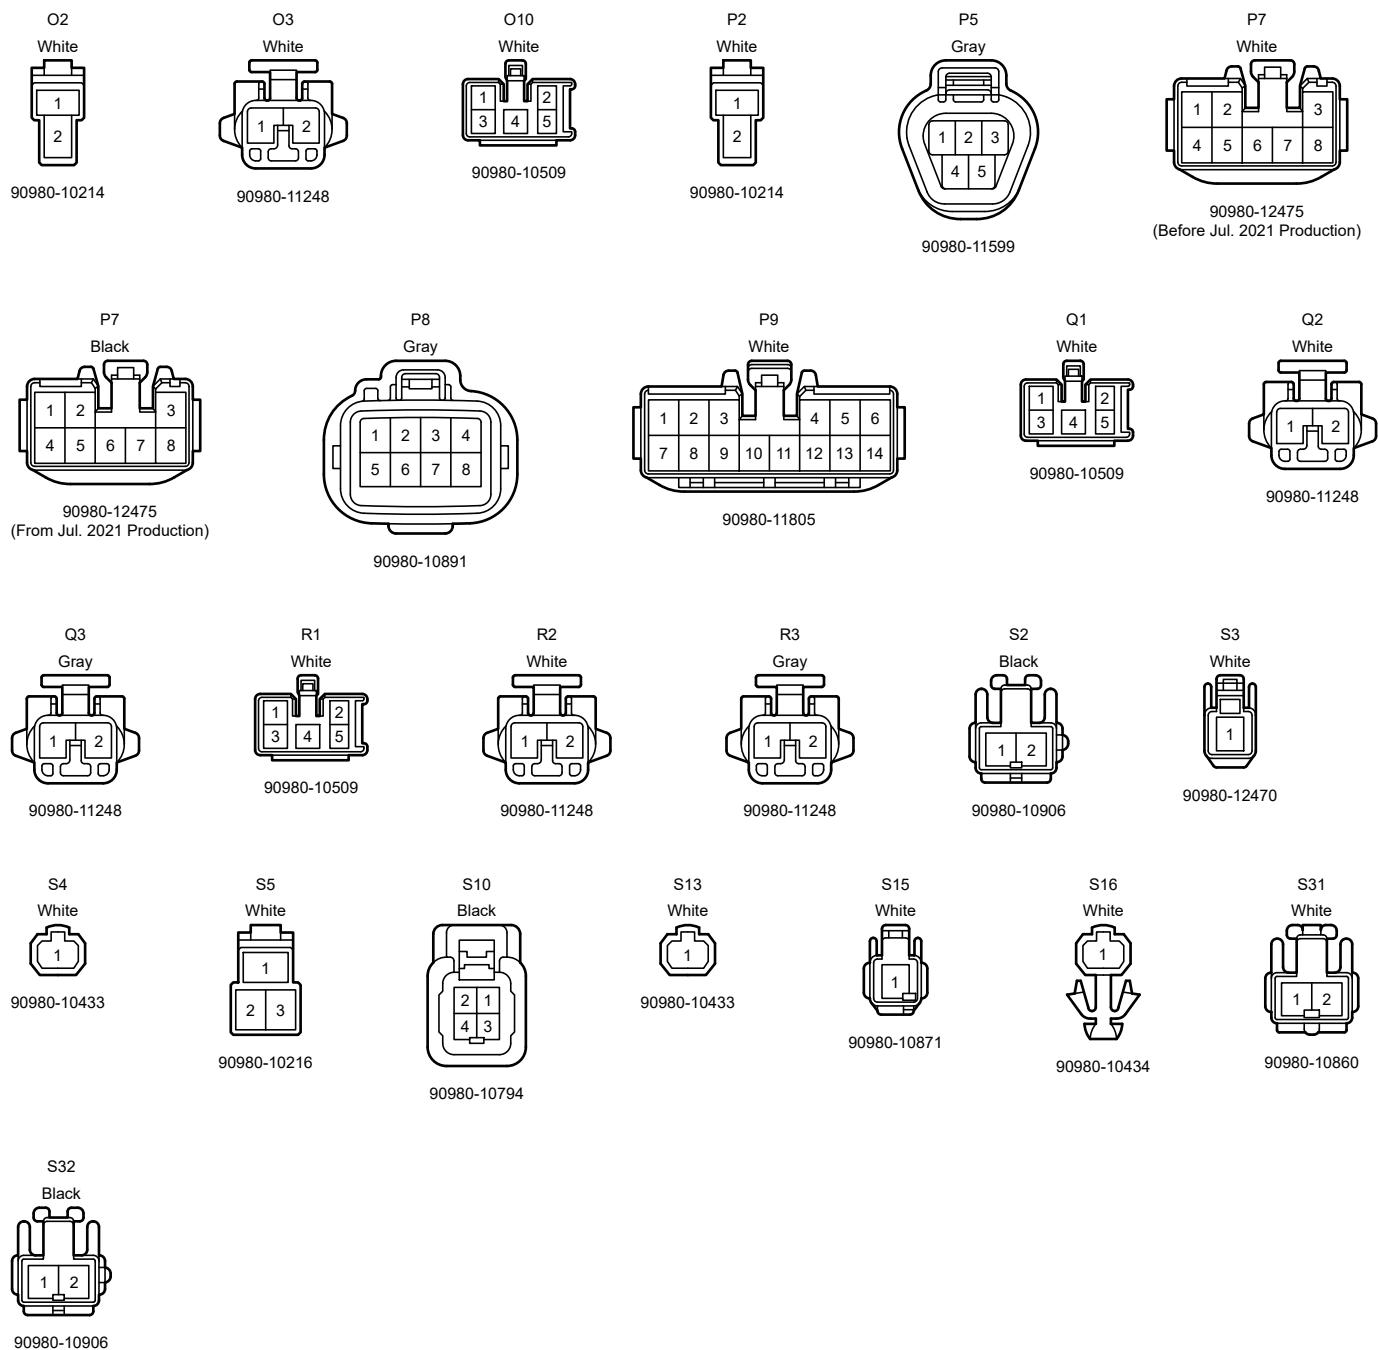 O2
White
1
2
90980-10214
O3
White
1 2
90980-11248
O10
White
1 2
3 4 5
90980-10509
P2
White
1
2
90980-10214
P5
Gray
1 2 3
4 5
90980-11599
P7
White
1 2 3
4 5 6 7 8
90980-12475
(Before Jul. 2021 Production)
P7
Black
1 2 3
4 5 6 7 8
90980-12475
(From Jul. 2021 Production)
P8
Gray
1 2 3 4
5 6 7 8
90980-10891
P9
White
1 2 3 4 5 6
7 8 9 10 11 12 13 14
90980-11805
Q1
White
1 2
3 4 5
90980-10509
Q2
White
1 2
90980-11248
Q3
Gray
1 2
90980-11248
R1
White
1 2
3 4 5
90980-10509
R2
White
1 2
90980-11248
R3
Gray
1 2
90980-11248
S2
Black
1 2
90980-10906
S3
White
1
90980-12470
S4
White
1
90980-10433
S5
White
1
2 3
90980-10216
S10
Black
2 1
4 3
90980-10794
S13
White
1
90980-10433
S15
White
1
90980-10871
S16
White
1
90980-10434
S31
White
1 2
90980-10860
S32
Black
1 2
90980-10906